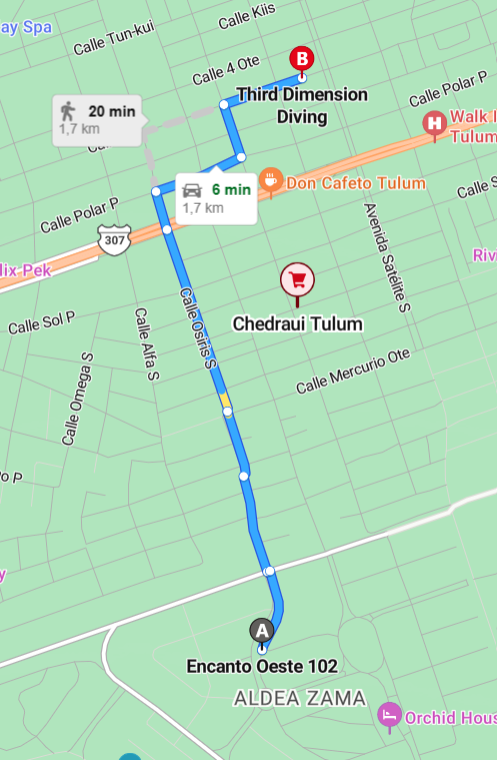 ay Spa
Calle Kiis
Calle Tun-kui
Calle 4 Ote
B
Third Dimension
Diving
20 min
1,7 km
Calle Polar P
Walk I
Tulum
6 min
1,7 km
Don Cafeto Tulum
Calle Polar P
Calle S
307
lix Pek
Avenida Satélite S
Rivi
Calle Osiris S
Chedraui Tulum
Calle Sol P
Calle Alfa S
Calle Omega S
Calle Mercurio Ote
o P
y
A
Encanto Oeste 102
ALDEA ZAMA
Orchid Hous